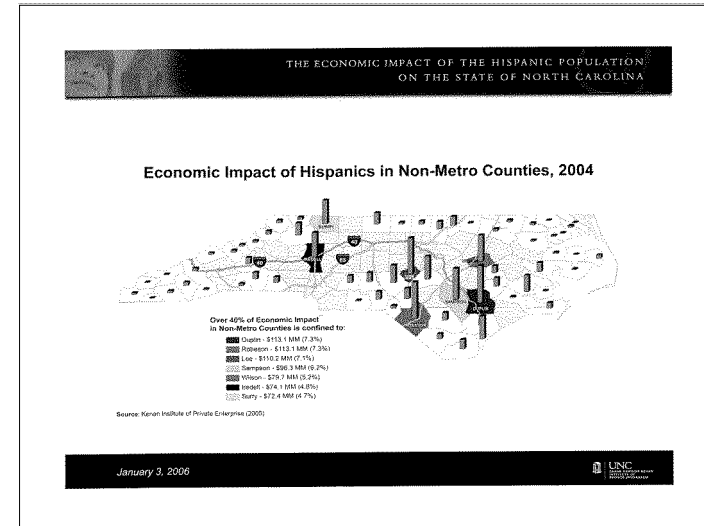 THE ECONOMIC IMPACT OF THE HISPANIC POPULATION
ON THE STATE OF NORTH CAROLINA
Economic Impact of Hispanics in Non-Metro Counties, 2004
40
40
85
Over 40% of Economic Impact
in Non-Metro Counties is confined to:
Duplin - $113.1 MM (7.3%)
Robeson - $113.1 MM (7.3%)
Lee - $110.2 MM (7.1%)
Sampson - $96.3 MM (6.2%)
Wilson - $79.7 MM (5.2%)
Iredell - $74.1 MM (4.8%)
Surry - $72.4 MM (4.7%)
Source: Kenan Institute of Private Enterprise (2005)
January 3, 2006
UNC